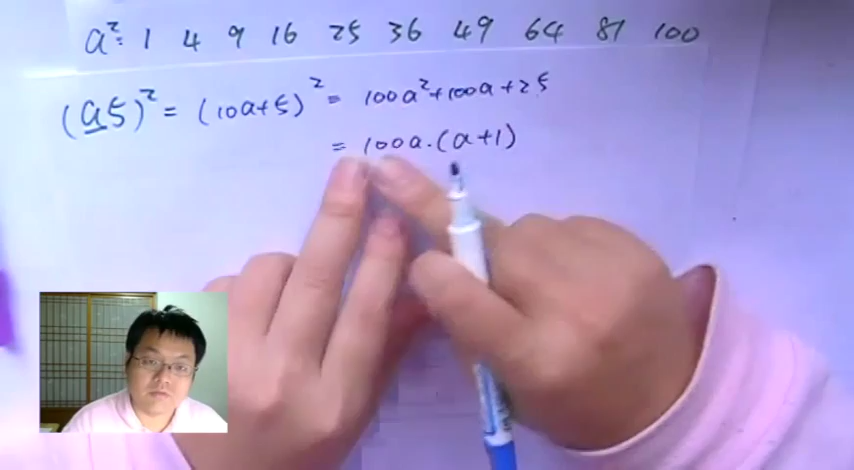 a²: 1 4 9 16 25 36 49 64 81 100
(a5)² = (10a+5)² = 100a²+100a+25
= 100a·(a+1)